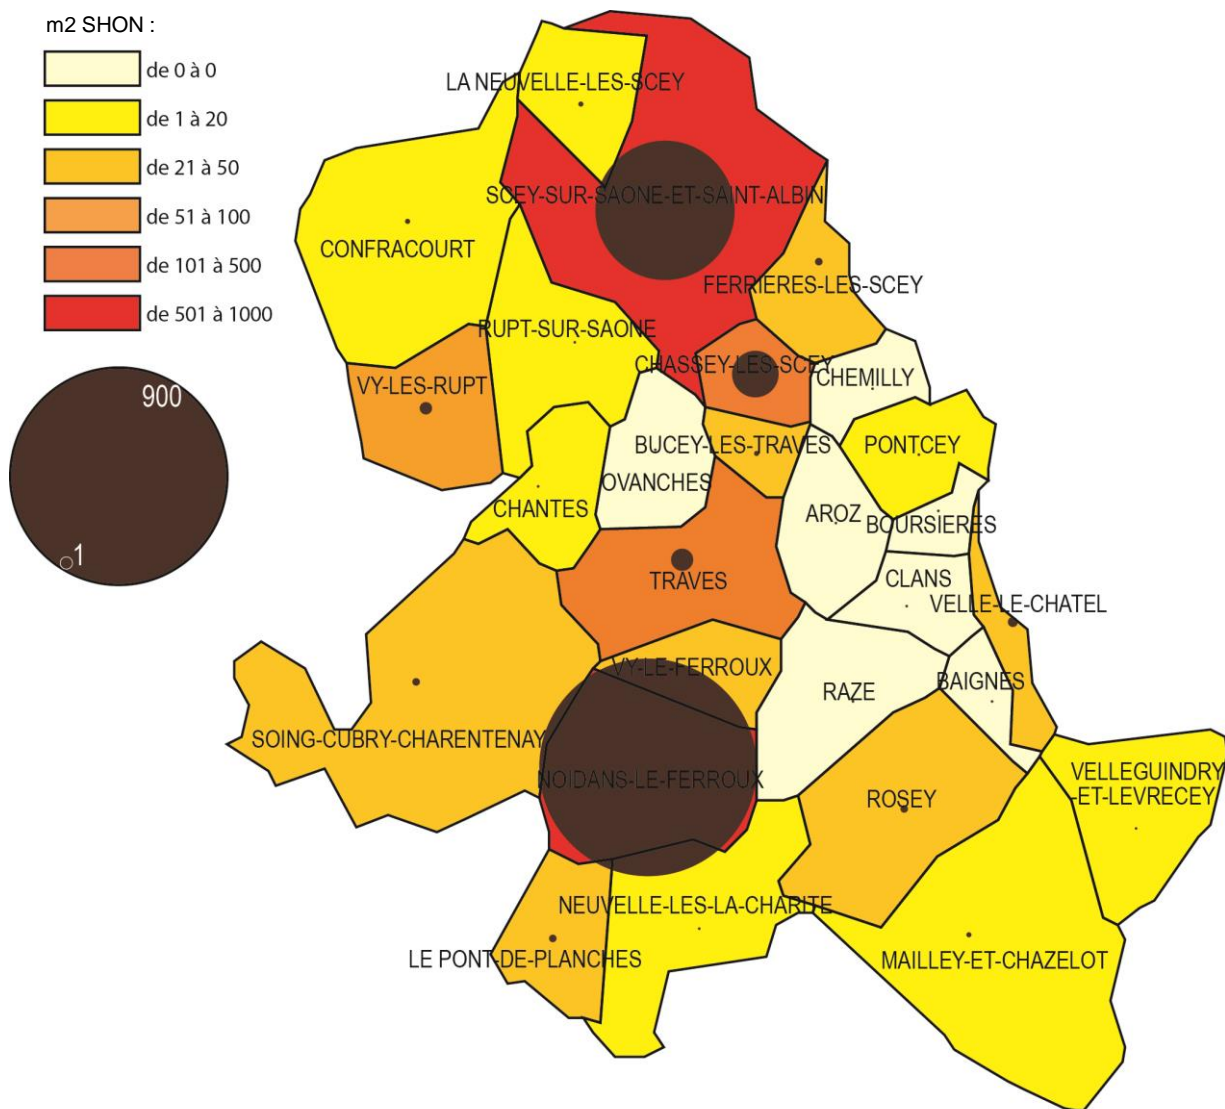 m2 SHON :
de 0 à 0
de 1 à 20
de 21 à 50
de 51 à 100
de 101 à 500
de 501 à 1000
900
1
LA NEUVELLE-LES-SCEY
SCEY-SUR-SAONE-ET-SAINT-ALBIN
CONFRACOURT
FERRIERES-LES-SCEY
RUPT-SUR-SAONE
CHASSEY-LES-SCEY
CHEMILLY
VY-LES-RUPT
BUCEY-LES-TRAVES
PONTCEY
OVANCHES
CHANTES
AROZ
BOURSIERES
TRAVES
CLANS
VELLE-LE-CHATEL
VY-LE-FERROUX
RAZE
BAIGNES
SOING-CUBRY-CHARENTENAY
NOIDANS-LE-FERROUX
VELLEGUINDRY
-ET-LEVRECEY
ROSEY
NEUVELLE-LES-LA-CHARITE
LE PONT-DE-PLANCHES
MAILLEY-ET-CHAZELOT